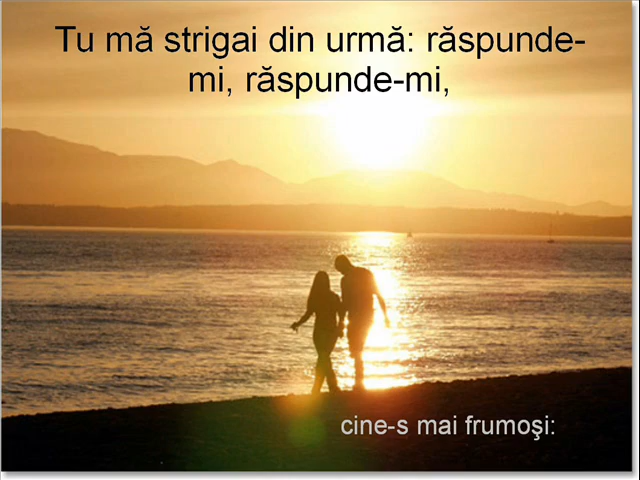 Tu mă strigai din urmă: răspunde-
mi, răspunde-mi,
cine-s mai frumoşi: